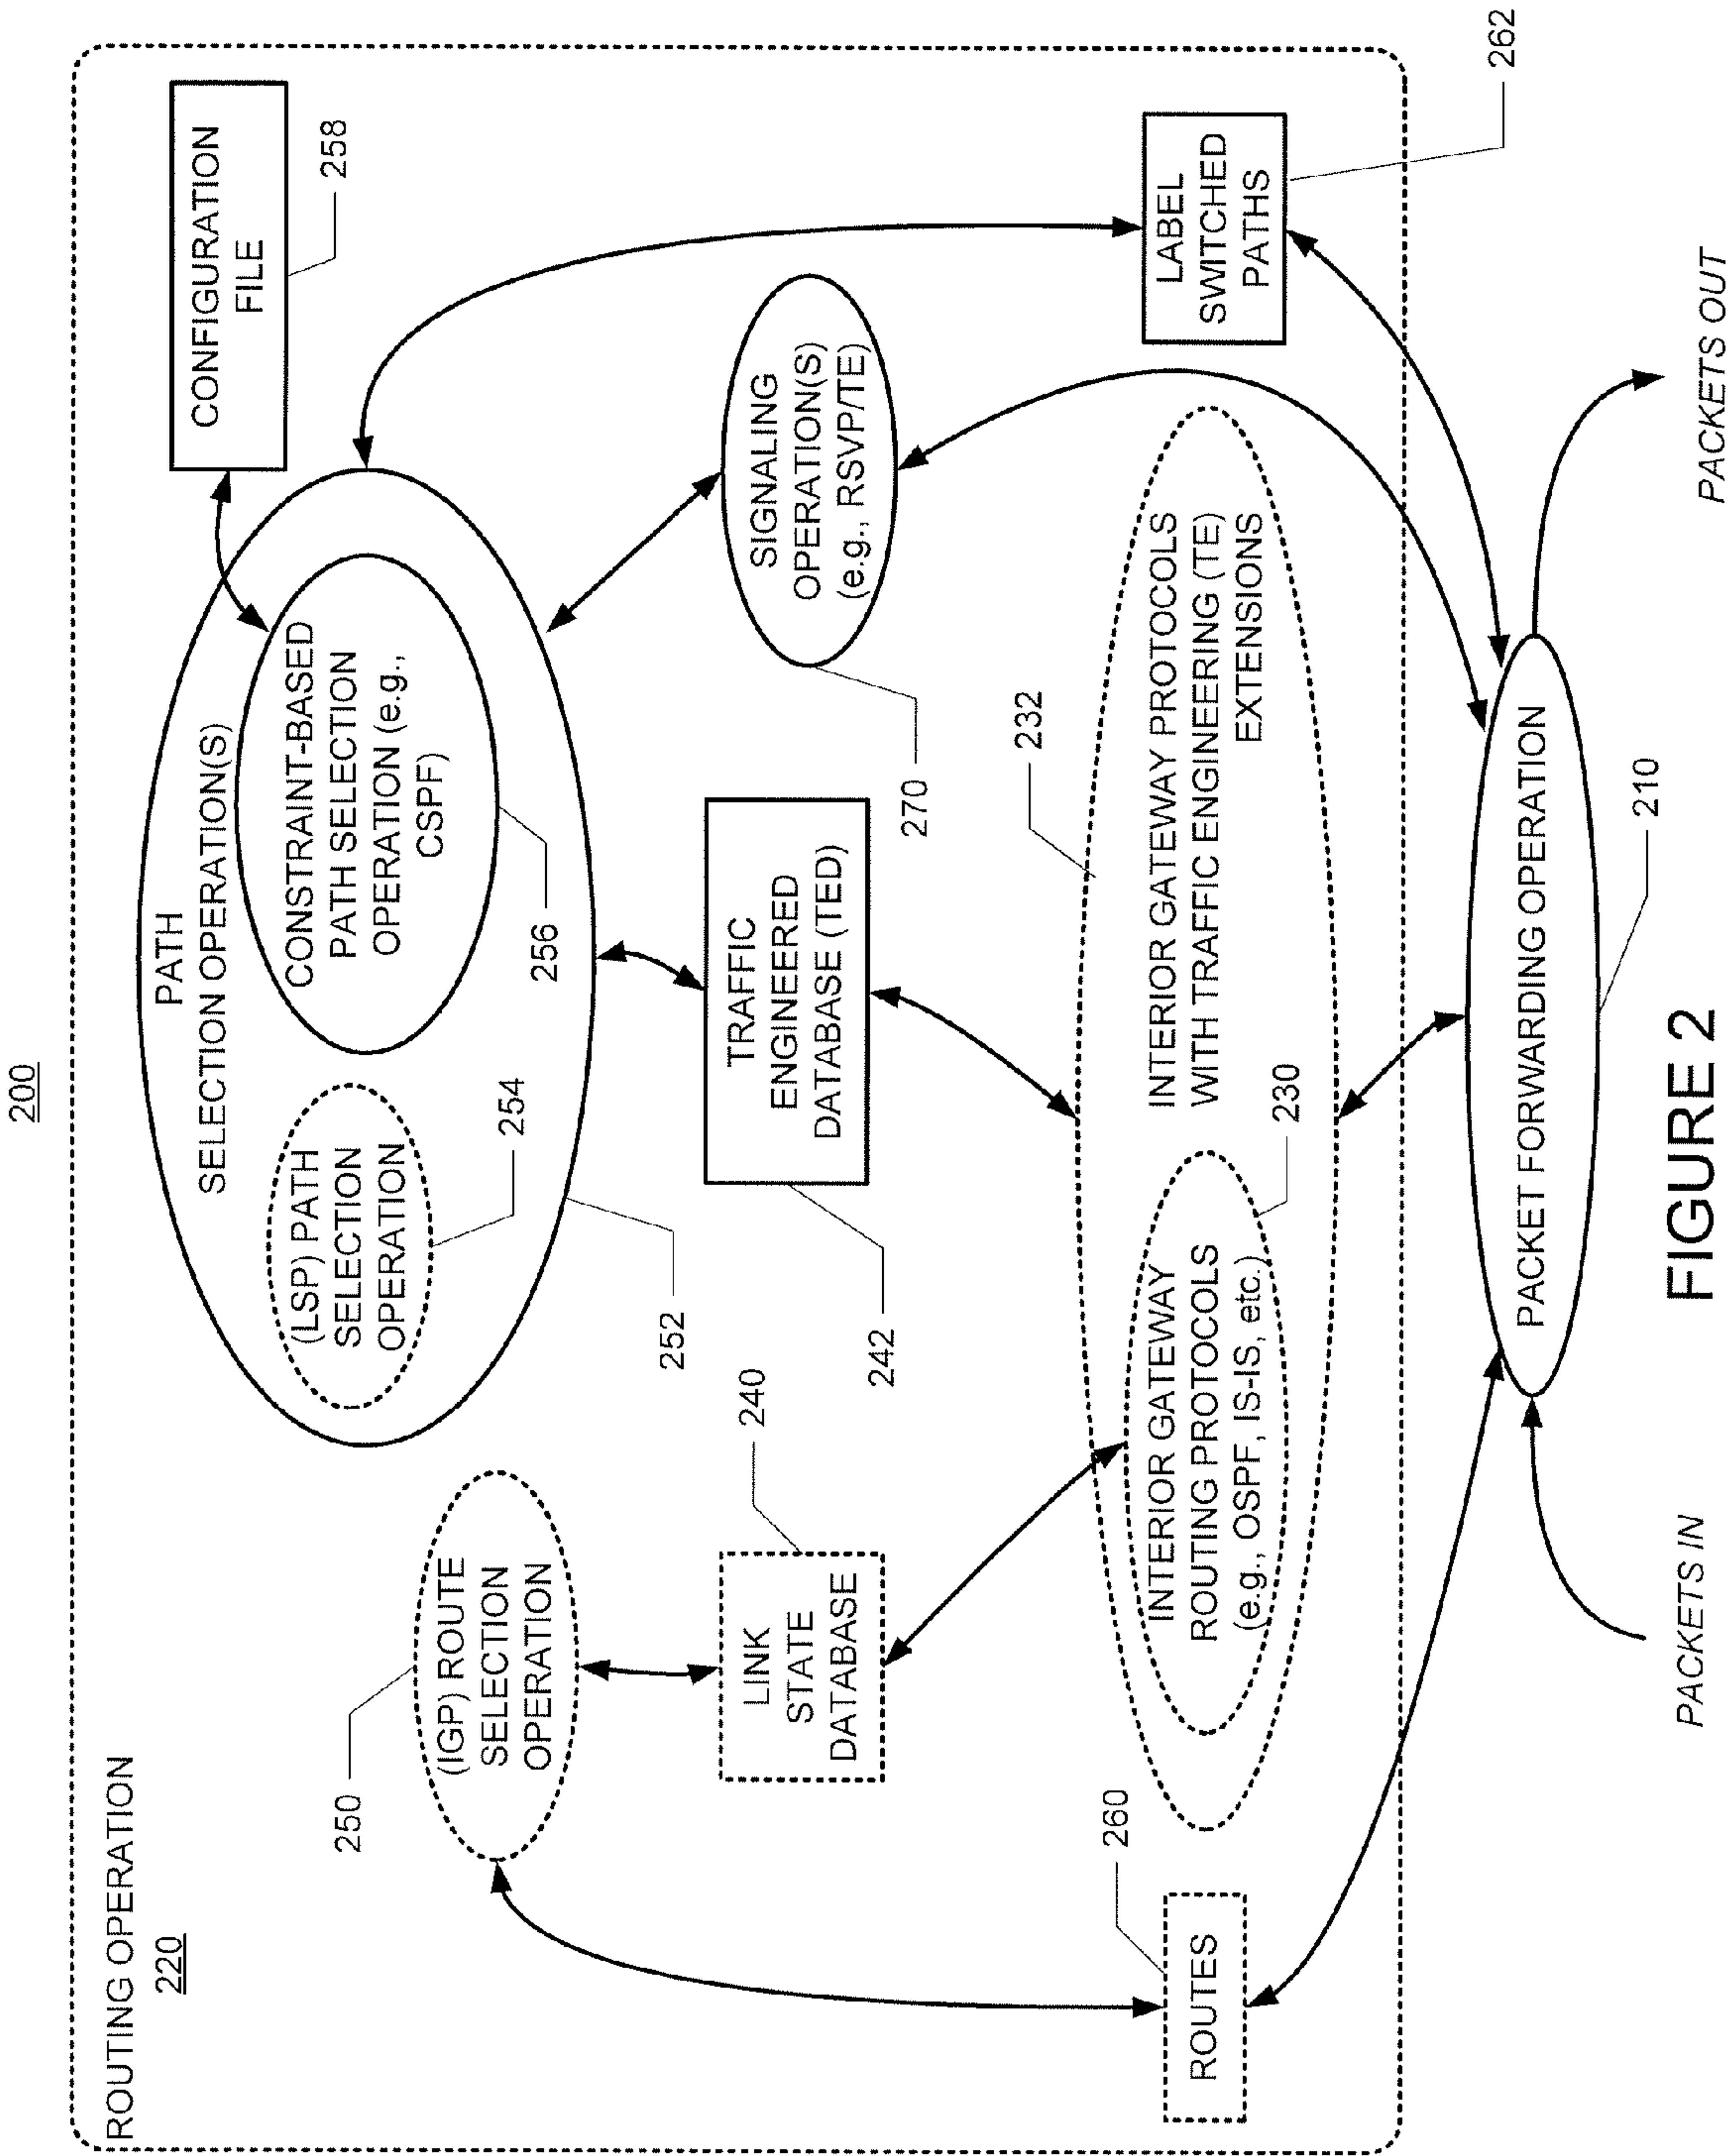 200
ROUTING OPERATION
220
PATH
SELECTION OPERATION(S)
CONFIGURATION
FILE
258
(LSP) PATH
SELECTION
OPERATION
254
CONSTRAINT-BASED
PATH SELECTION
OPERATION (e.g.,
CSPF)
256
252
250
(IGP) ROUTE
SELECTION
OPERATION
240
LINK
STATE
DATABASE
242
TRAFFIC
ENGINEERED
DATABASE (TED)
SIGNALING
OPERATION(S)
(e.g., RSVP/TE)
270
232
260
ROUTES
INTERIOR GATEWAY
ROUTING PROTOCOLS
(e.g., OSPF, IS-IS, etc.)
230
INTERIOR GATEWAY PROTOCOLS
WITH TRAFFIC ENGINEERING (TE)
EXTENSIONS
LABEL
SWITCHED
PATHS
262
PACKET FORWARDING OPERATION
210
PACKETS IN
PACKETS OUT
FIGURE 2